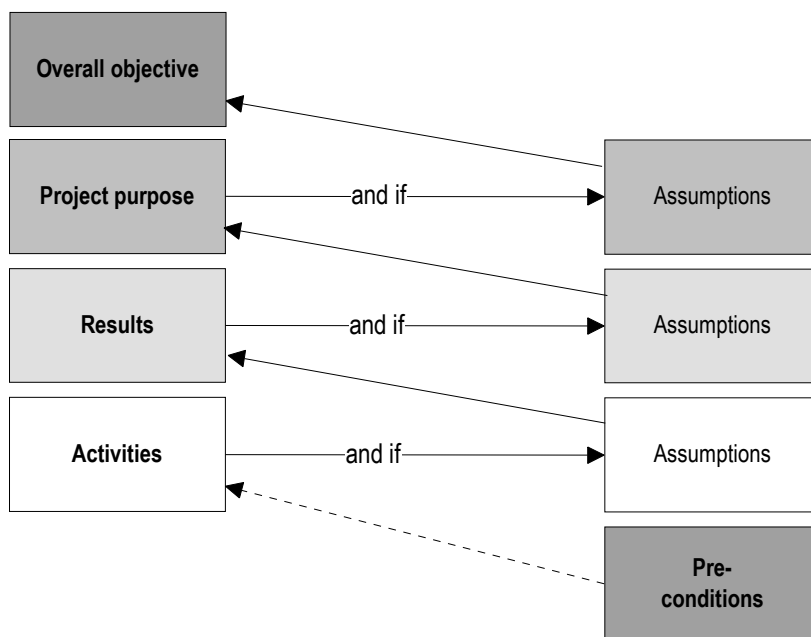 Overall objective
Project purpose
and if
Assumptions
Results
and if
Assumptions
Activities
and if
Assumptions
Pre-
conditions